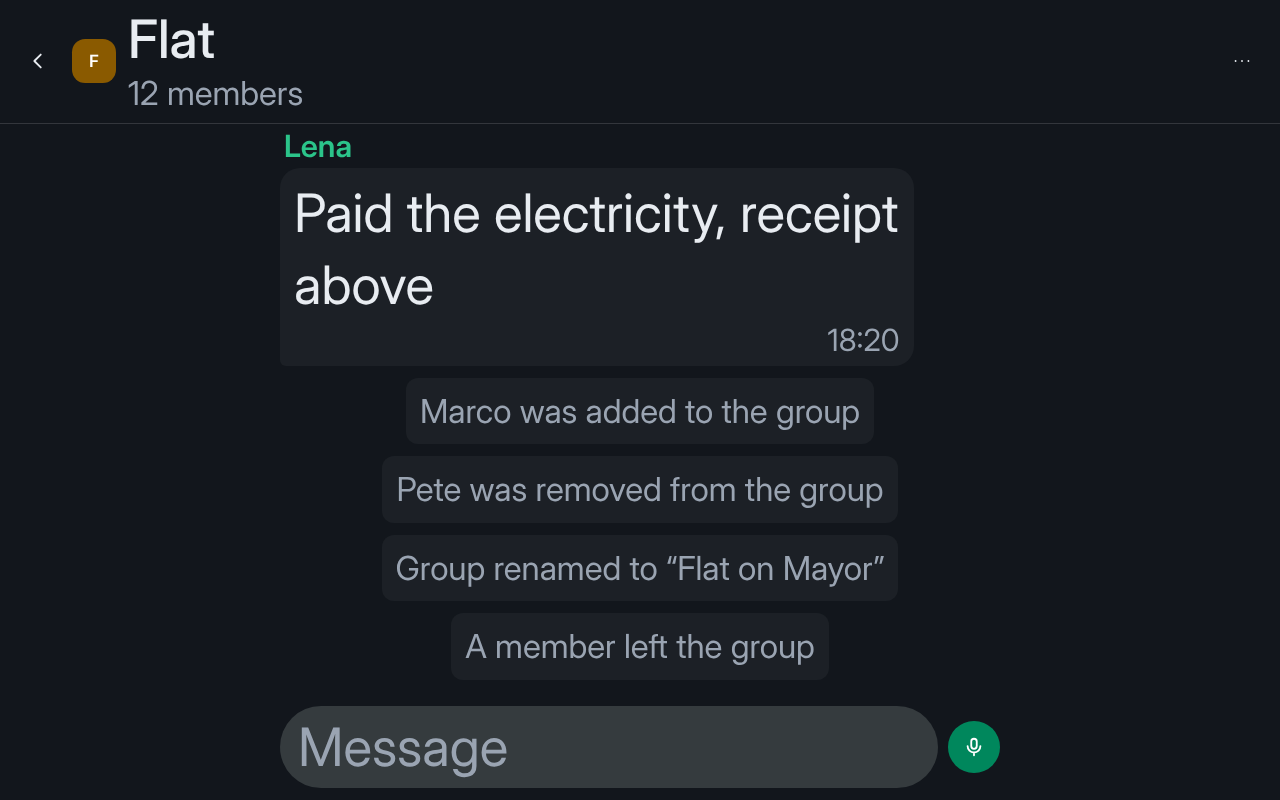 F
Flat
12 members
...
Lena
Paid the electricity, receipt
above
18:20
Marco was added to the group
Pete was removed from the group
Group renamed to “Flat on Mayor”
A member left the group
Message